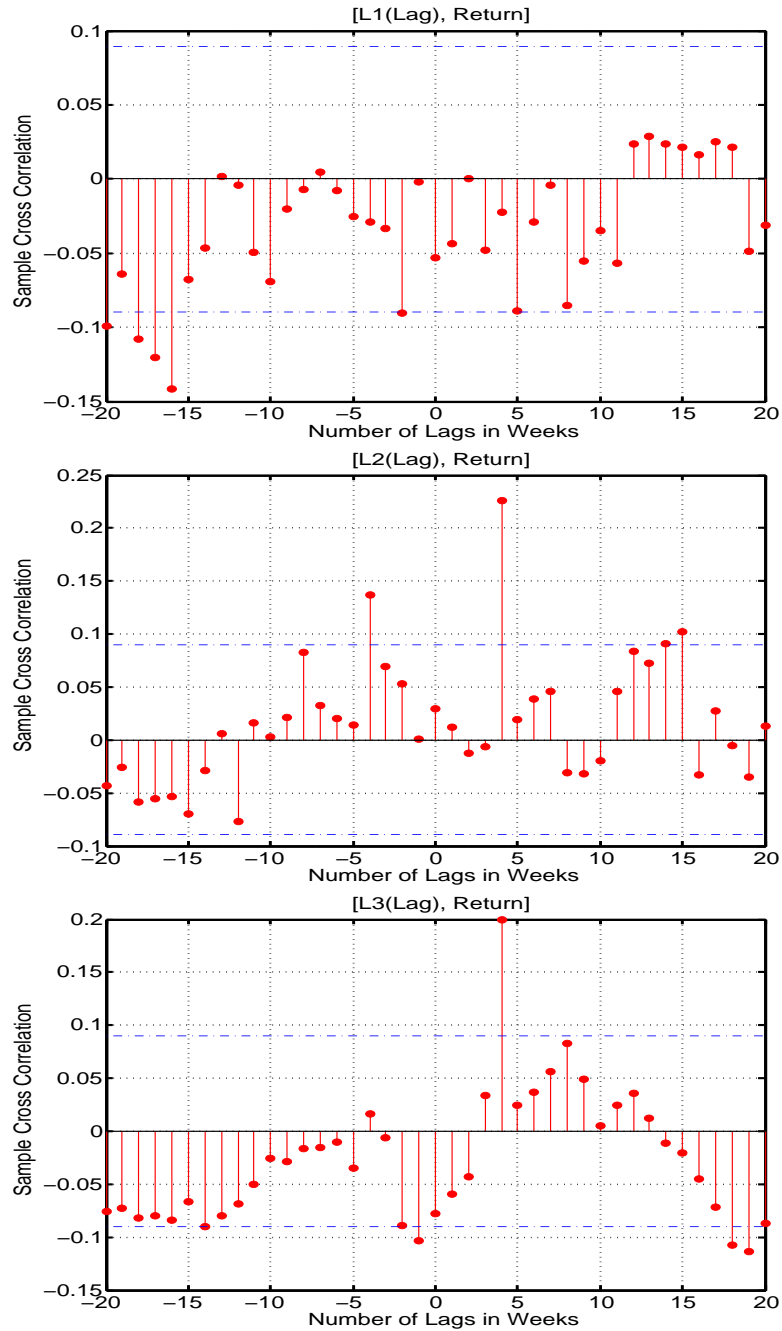 [L1(Lag), Return]
0.1
0.05
0
−0.05
−0.1
−0.15
Sample Cross Correlation
−20 −15 −10 −5 0 5 10 15 20
Number of Lags in Weeks
[L2(Lag), Return]
0.25
0.2
0.15
0.1
0.05
0
−0.05
−0.1
Sample Cross Correlation
−20 −15 −10 −5 0 5 10 15 20
Number of Lags in Weeks
[L3(Lag), Return]
0.2
0.1
0.05
0
−0.05
−0.1
−0.15
Sample Cross Correlation
−20 −15 −10 −5 0 5 10 15 20
Number of Lags in Weeks